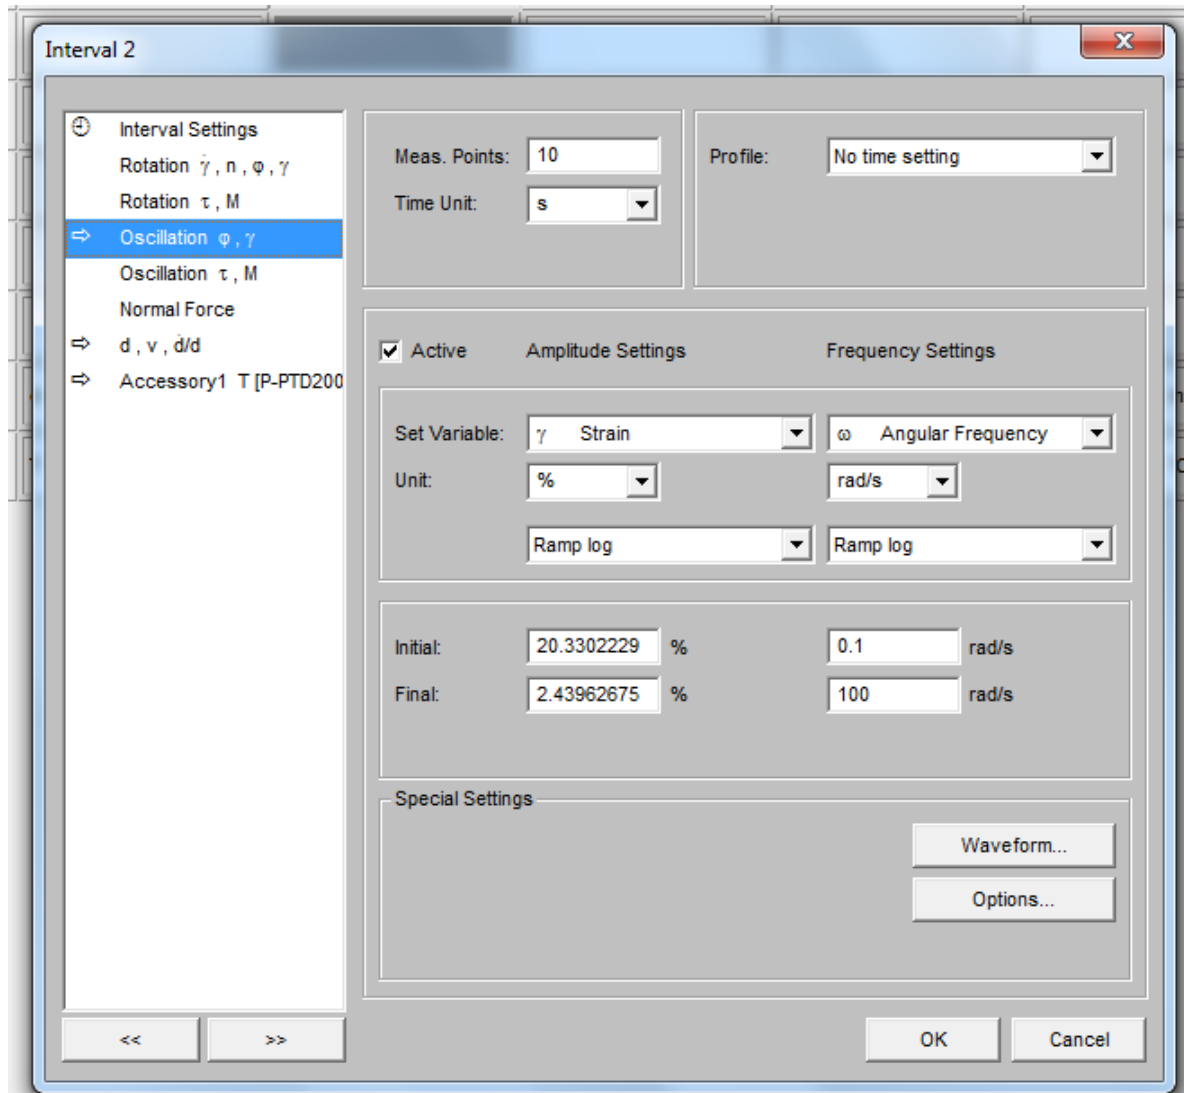 Interval 2
X
Interval Settings
Rotation γ̇ , n , φ , γ
Rotation τ , M
Oscillation φ , γ
Oscillation τ , M
Normal Force
d , v , ḋ/d
Accessory1 T [P-PTD200
<< >>
Meas. Points: 10
Time Unit: s
Profile: No time setting
Active Amplitude Settings Frequency Settings
Set Variable: γ Strain ω Angular Frequency
Unit: % rad/s
Ramp log Ramp log
Initial: 20.3302229 % 0.1 rad/s
Final: 2.43962675 % 100 rad/s
Special Settings
Waveform...
Options...
OK Cancel